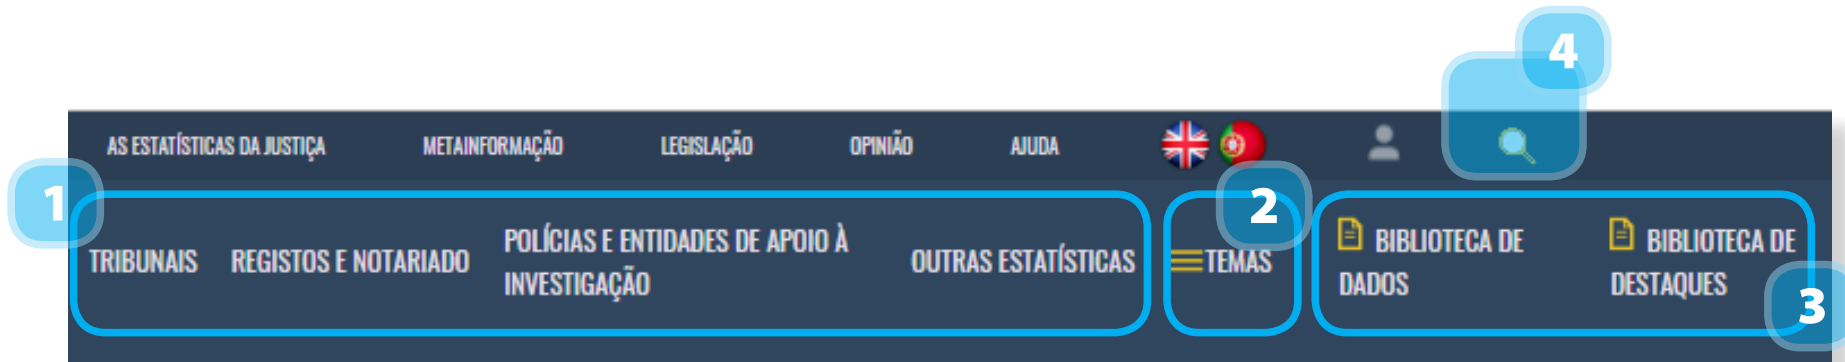 4
AS ESTATÍSTICAS DA JUSTIÇA METAINFORMAÇÃO LEGISLAÇÃO OPINIÃO AJUDA
1
2
TRIBUNAIS REGISTOS E NOTARIADO
POLÍCIAS E ENTIDADES DE APOIO À
INVESTIGAÇÃO
OUTRAS ESTATÍSTICAS
TEMAS
BIBLIOTECA DE
DADOS
BIBLIOTECA DE
DESTAQUES
3